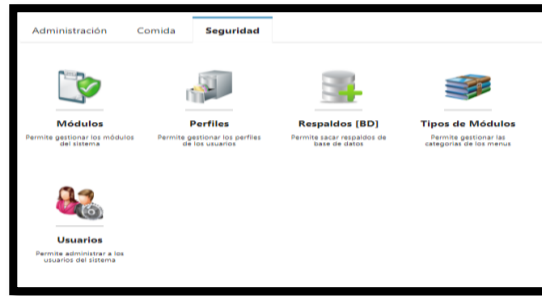 Administración Comida Seguridad
Módulos Perfiles Respaldos [BD] Tipos de Módulos
Permite gestionar los módulos del sistema
Permite gestionar los perfiles de los usuarios
Permite sacar respaldos de base de datos
Permite gestionar las categorias de los menus
Usuarios
Permite administrar a los
usuarios del sistema